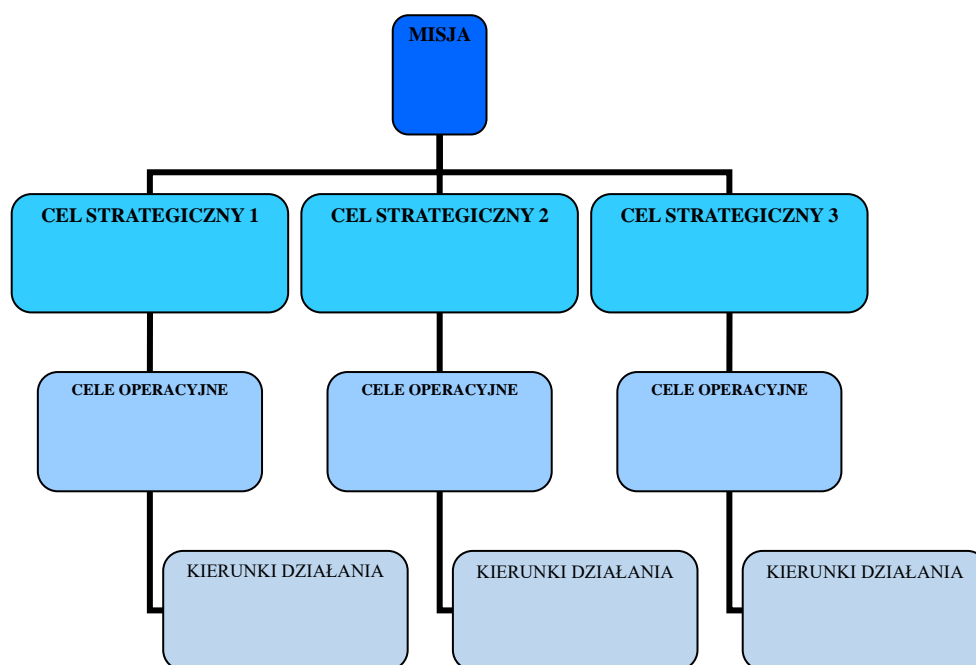 MISJA
CEL STRATEGICZNY 1
CEL STRATEGICZNY 2
CEL STRATEGICZNY 3
CELE OPERACYJNE
CELE OPERACYJNE
CELE OPERACYJNE
KIERUNKI DZIAŁANIA
KIERUNKI DZIAŁANIA
KIERUNKI DZIAŁANIA